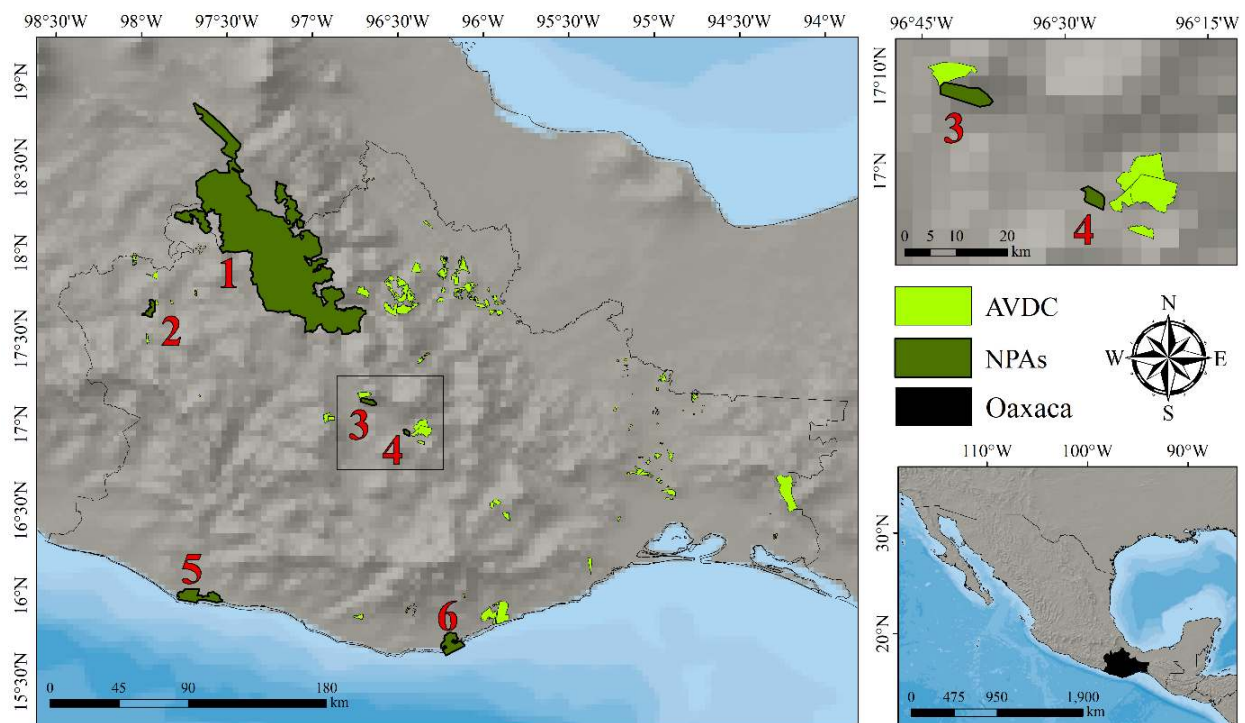 98°30'W 98°W 97°30'W 97°W 96°30'W 96°W 95°30'W 95°W 94°30'W 94°W
19°N
18°30'N
18°N
17°30'N
17°N
16°30'N
16°N
15°30'N
1
2
3
4
5
6
0 45 90 180
km
96°45'W 96°30'W 96°15'W
17°10'N
17°N
3
4
0 5 10 20
km
AVDC
NPAs
Oaxaca
N
W E
S
110°W 100°W 90°W
30°N
20°N
0 475 950 1,900
km